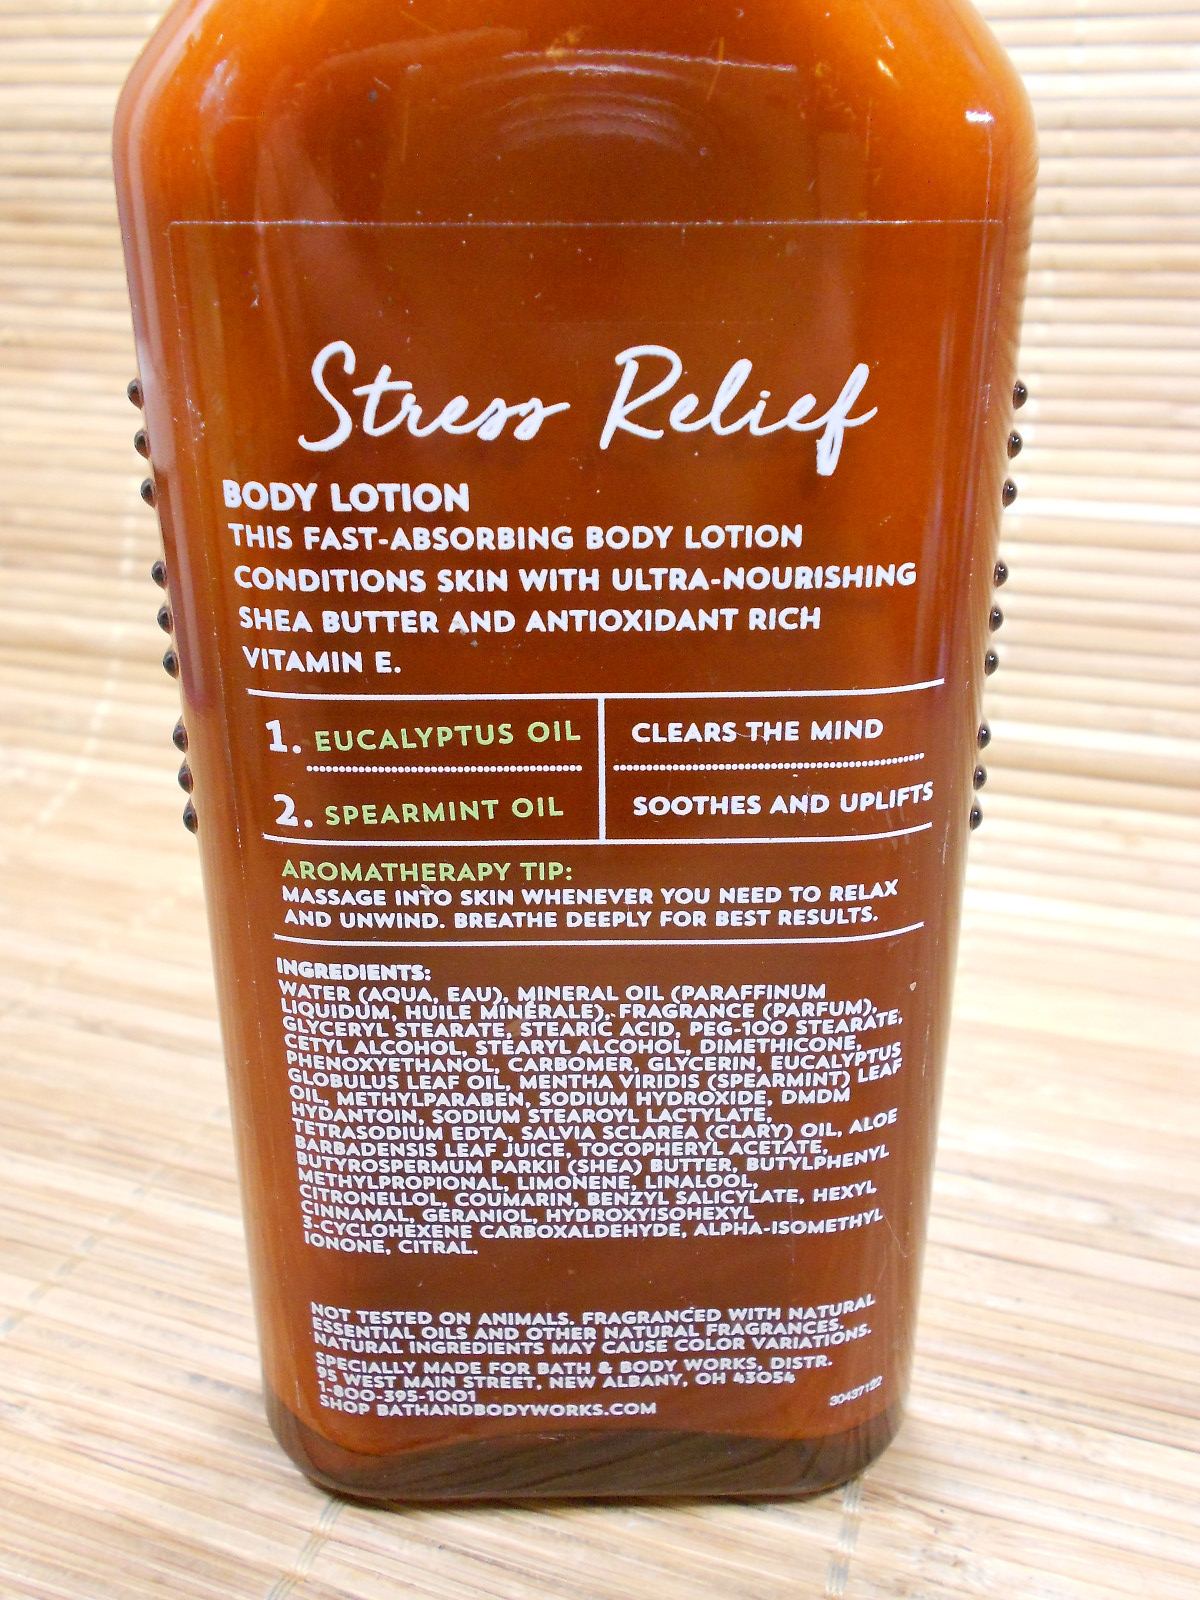 Stress Relief
BODY LOTION
THIS FAST-ABSORBING BODY LOTION
CONDITIONS SKIN WITH ULTRA-NOURISHING
SHEA BUTTER AND ANTIOXIDANT RICH
VITAMIN E.
1. EUCALYPTUS OIL CLEARS THE MIND
2. SPEARMINT OIL SOOTHES AND UPLIFTS
AROMATHERAPY TIP:
MASSAGE INTO SKIN WHENEVER YOU NEED TO RELAX
AND UNWIND. BREATHE DEEPLY FOR BEST RESULTS.
INGREDIENTS:
WATER (AQUA, EAU), MINERAL OIL (PARAFFINUM
LIQUIDUM, HUILE MINÉRALE), FRAGRANCE (PARFUM),
GLYCERYL STEARATE, STEARIC ACID, PEG-100 STEARATE,
CETYL ALCOHOL, STEARYL ALCOHOL, DIMETHICONE,
PHENOXYETHANOL, CARBOMER, GLYCERIN, EUCALYPTUS
GLOBULUS LEAF OIL, MENTHA VIRIDIS (SPEARMINT) LEAF
OIL, METHYLPARABEN, SODIUM HYDROXIDE, DMDM
HYDANTOIN, SODIUM STEAROYL LACTYLATE,
TETRASODIUM EDTA, SALVIA SCLAREA (CLARY) OIL, ALOE
BARBADENSIS LEAF JUICE, TOCOPHERYL ACETATE,
BUTYROSPERMUM PARKII (SHEA) BUTTER, BUTYLPHENYL
METHYLPROPIONAL, LIMONENE, LINALOOL,
CITRONELLOL, COUMARIN, BENZYL SALICYLATE, HEXYL
CINNAMAL, GERANIOL, HYDROXYISOHEXYL
3-CYCLOHEXENE CARBOXALDEHYDE, ALPHA-ISOMETHYL
IONONE, CITRAL.
NOT TESTED ON ANIMALS. FRAGRANCED WITH NATURAL
ESSENTIAL OILS AND OTHER NATURAL FRAGRANCES.
NATURAL INGREDIENTS MAY CAUSE COLOR VARIATIONS.
SPECIALLY MADE FOR BATH & BODY WORKS, DISTR.
95 WEST MAIN STREET, NEW ALBANY, OH 43054
1-800-395-1001
SHOP BATHANDBODYWORKS.COM
30437122